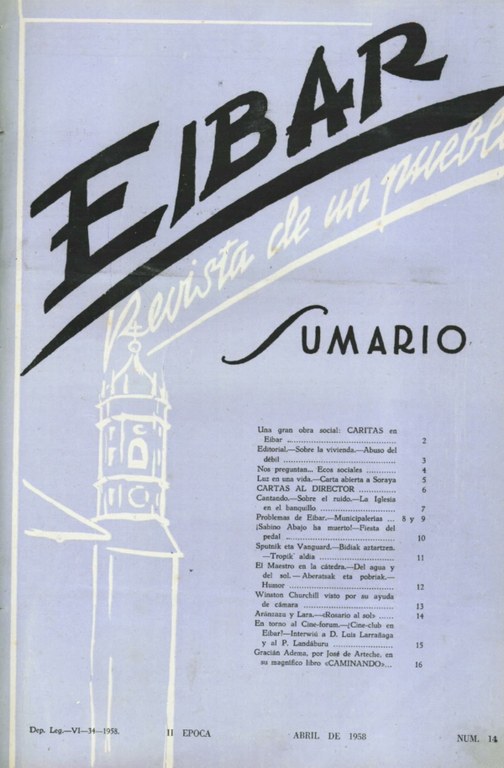 EIBAR
Revista de un pueblo
SUMARIO
Una gran obra social: CARITAS en
Eibar ........ 2
Editorial.—Sobre la vivienda.—Abuso del
débil ........ 3
Nos preguntan... Ecos sociales ........ 4
Luz en una vida.—Carta abierta a Soraya 5
CARTAS AL DIRECTOR ........ 6
Cantando.—Sobre el ruido.—La Iglesia
en el banquillo ........ 7
Problemas de Eibar.—Municipalerías ... 8 y 9
¡Sabino Abajo ha muerto!—Fiesta del
pedal ........ 10
Sputnik eta Vanguard.—Bidiak aztartzen.
—Tropik' aldia ........ 11
El Maestro en la cátedra.—Del agua y
del sol.—Aberatsak eta pobriak.—
Humor ........ 12
Winston Churchill visto por su ayuda
de cámara ........ 13
Aránzazu y Lara.—«Rosario al sol» ...... 14
En torno al Cine-forum.—¿Cine-club en
Eibar?—Interwiú a D. Luis Larrañaga
y al P. Landáburu ........ 15
Gracián Adema, por José de Arteche, en
su magnífico libro «CAMINANDO»... 16
Dep. Leg.—VI—34—1958. II EPOCA ABRIL DE 1958 NUM. 14